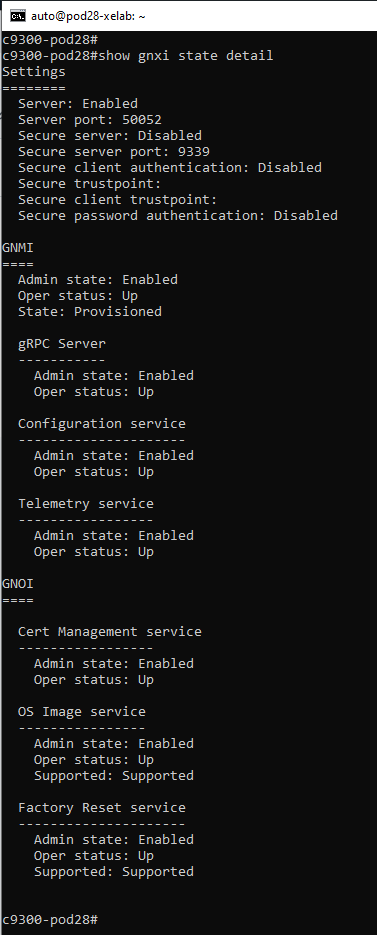 auto@pod28-xelab: ~
c9300-pod28#
c9300-pod28#show gnxi state detail
Settings
========
Server: Enabled
Server port: 50052
Secure server: Disabled
Secure server port: 9339
Secure client authentication: Disabled
Secure trustpoint:
Secure client trustpoint:
Secure password authentication: Disabled
GNMI
====
Admin state: Enabled
Oper status: Up
State: Provisioned
gRPC Server
-----------
Admin state: Enabled
Oper status: Up
Configuration service
---------------------
Admin state: Enabled
Oper status: Up
Telemetry service
-----------------
Admin state: Enabled
Oper status: Up
GNOI
====
Cert Management service
-----------------
Admin state: Enabled
Oper status: Up
OS Image service
----------------
Admin state: Enabled
Oper status: Up
Supported: Supported
Factory Reset service
---------------------
Admin state: Enabled
Oper status: Up
Supported: Supported
c9300-pod28#